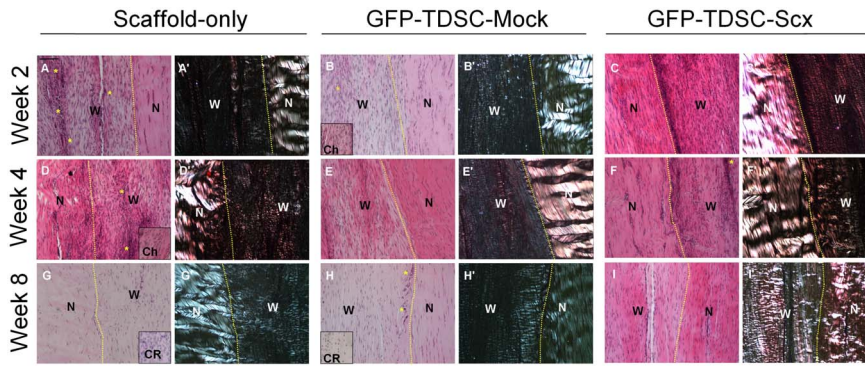 Scaffold-only GFP-TDSC-Mock GFP-TDSC-Scx
Week 2
A W N
A' W N
B W N Ch
B' W N
C N W
N W
Week 4
D N W Ch
D' N W
E W N
E' W N
F N W
F' N W
Week 8
G N W CR
G' N W
H W N CR
H' W N
I W N
I' W N